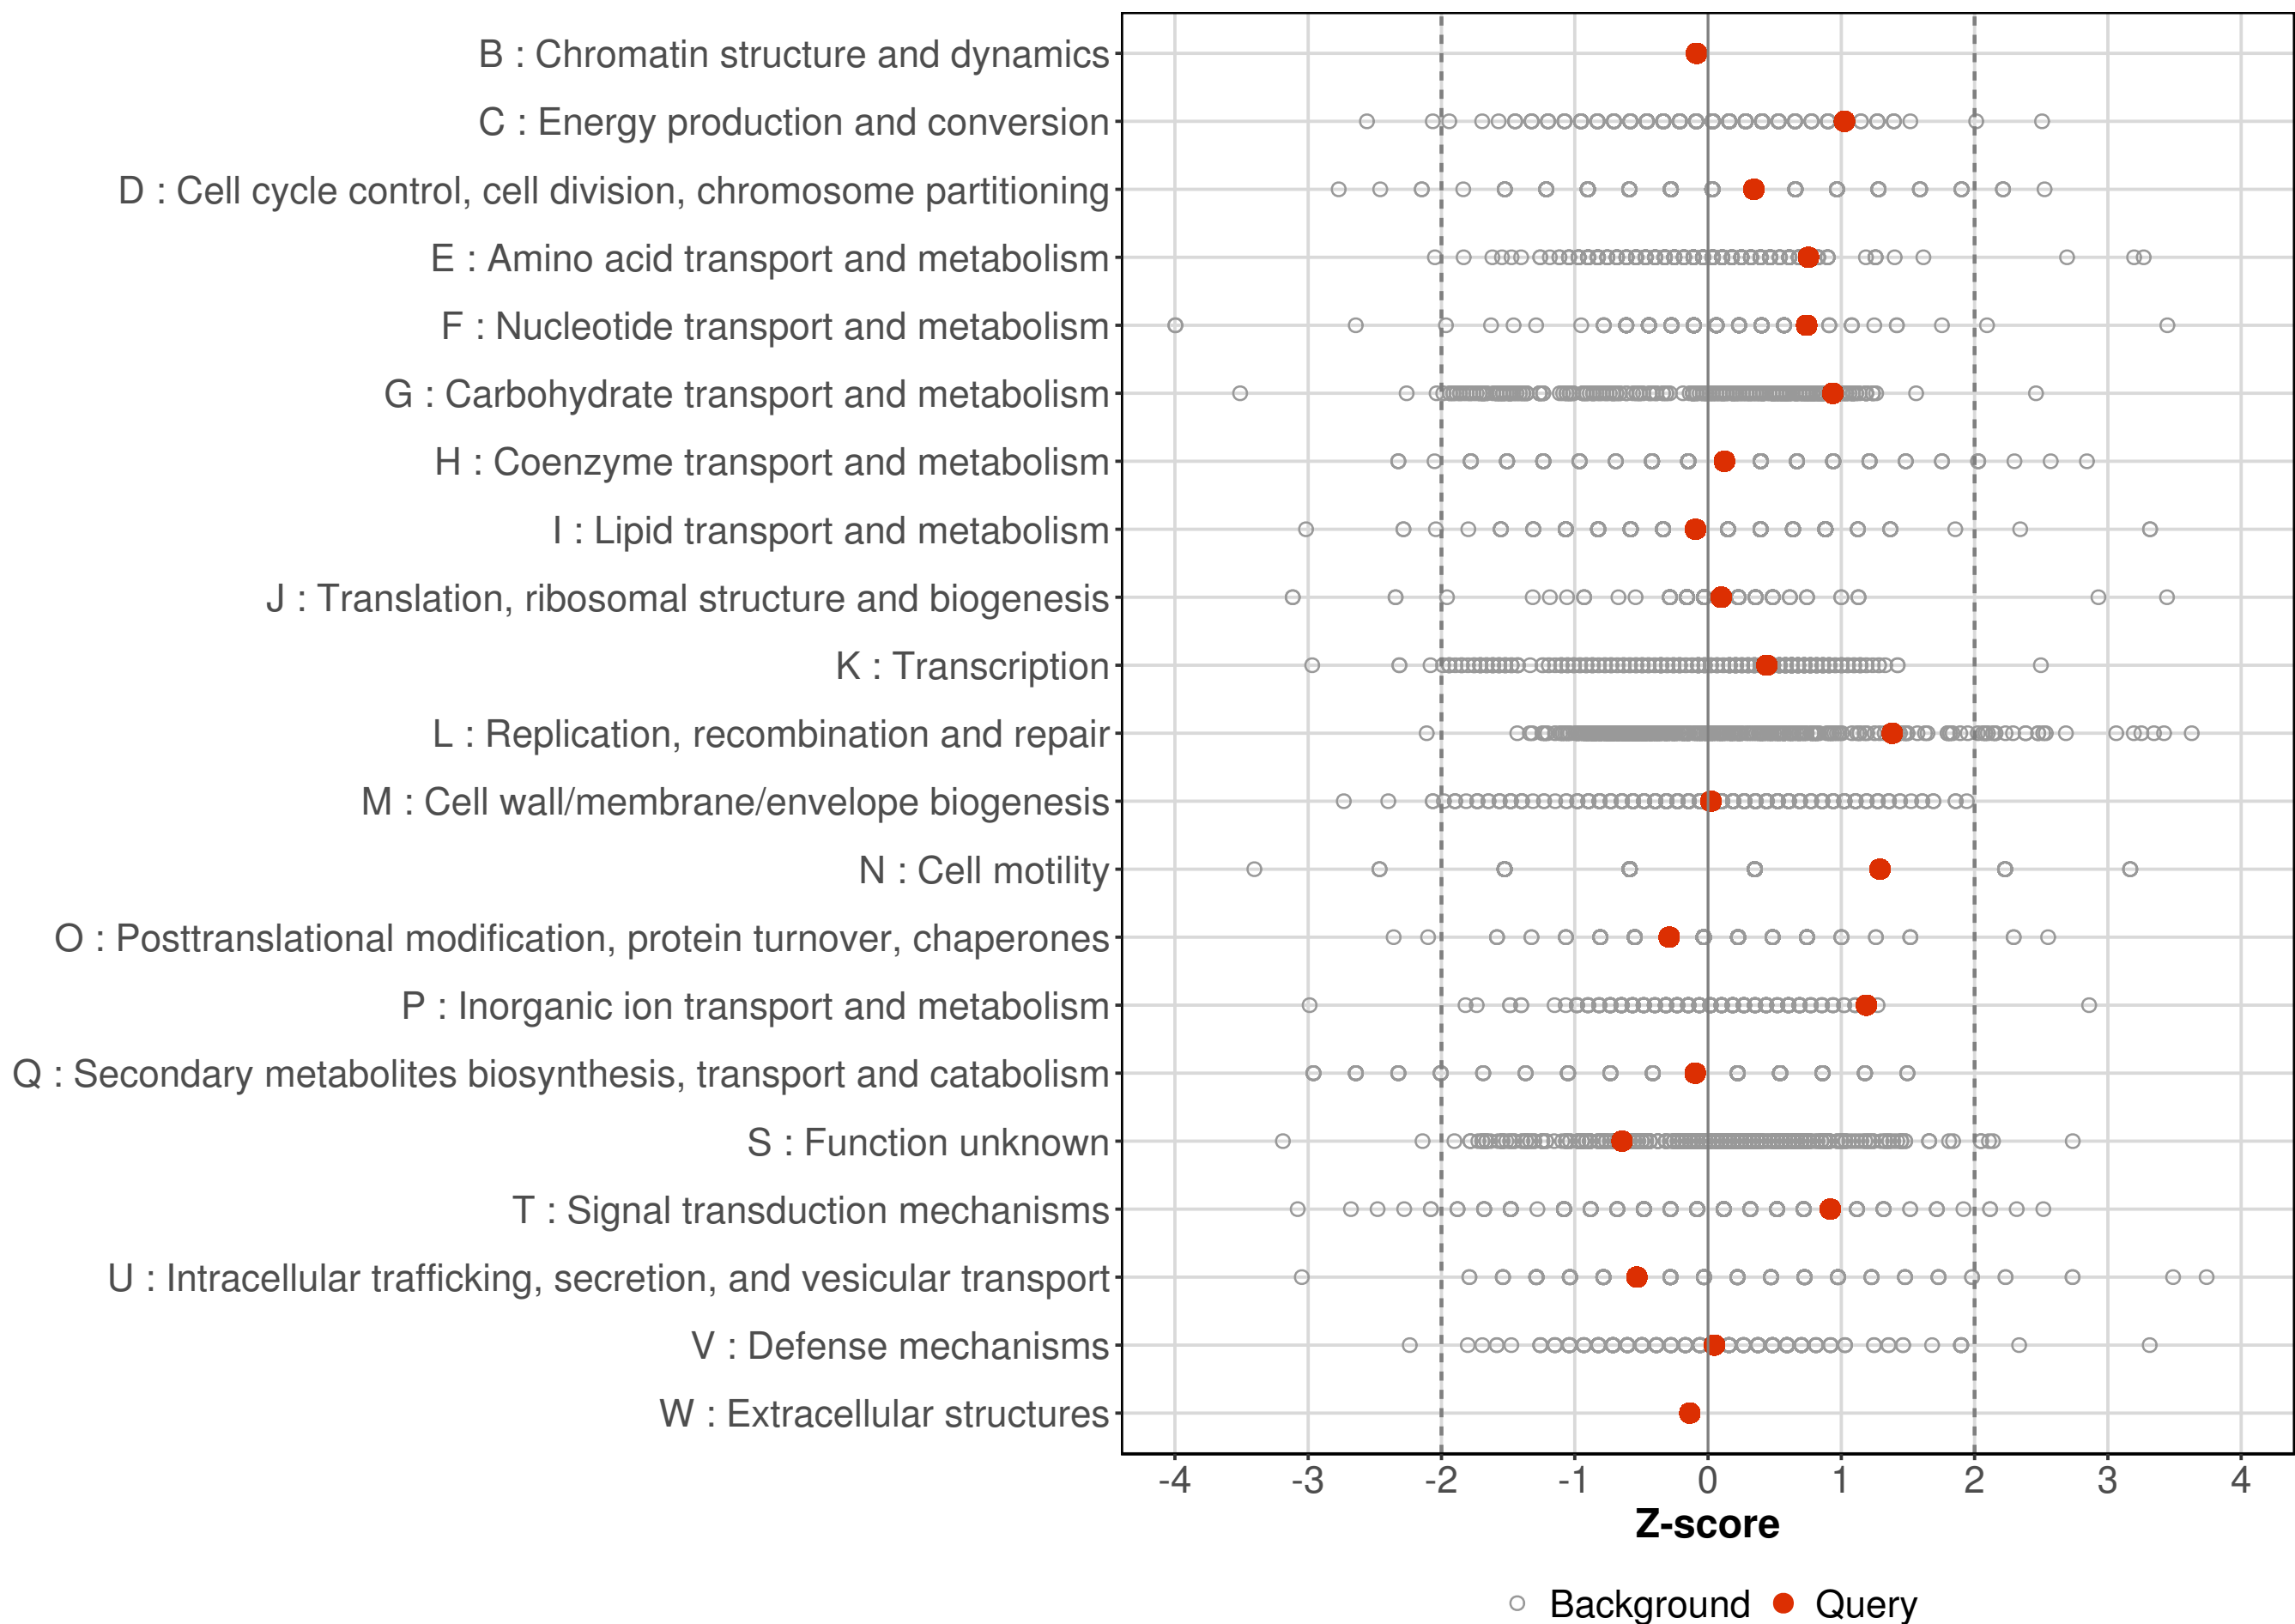 B : Chromatin structure and dynamics
C : Energy production and conversion
D : Cell cycle control, cell division, chromosome partitioning
E : Amino acid transport and metabolism
F : Nucleotide transport and metabolism
G : Carbohydrate transport and metabolism
H : Coenzyme transport and metabolism
I : Lipid transport and metabolism
J : Translation, ribosomal structure and biogenesis
K : Transcription
L : Replication, recombination and repair
M : Cell wall/membrane/envelope biogenesis
N : Cell motility
O : Posttranslational modification, protein turnover, chaperones
P : Inorganic ion transport and metabolism
Q : Secondary metabolites biosynthesis, transport and catabolism
S : Function unknown
T : Signal transduction mechanisms
U : Intracellular trafficking, secretion, and vesicular transport
V : Defense mechanisms
W : Extracellular structures
-4 -3 -2 -1 0 1 2 3 4
Z-score
Background Query